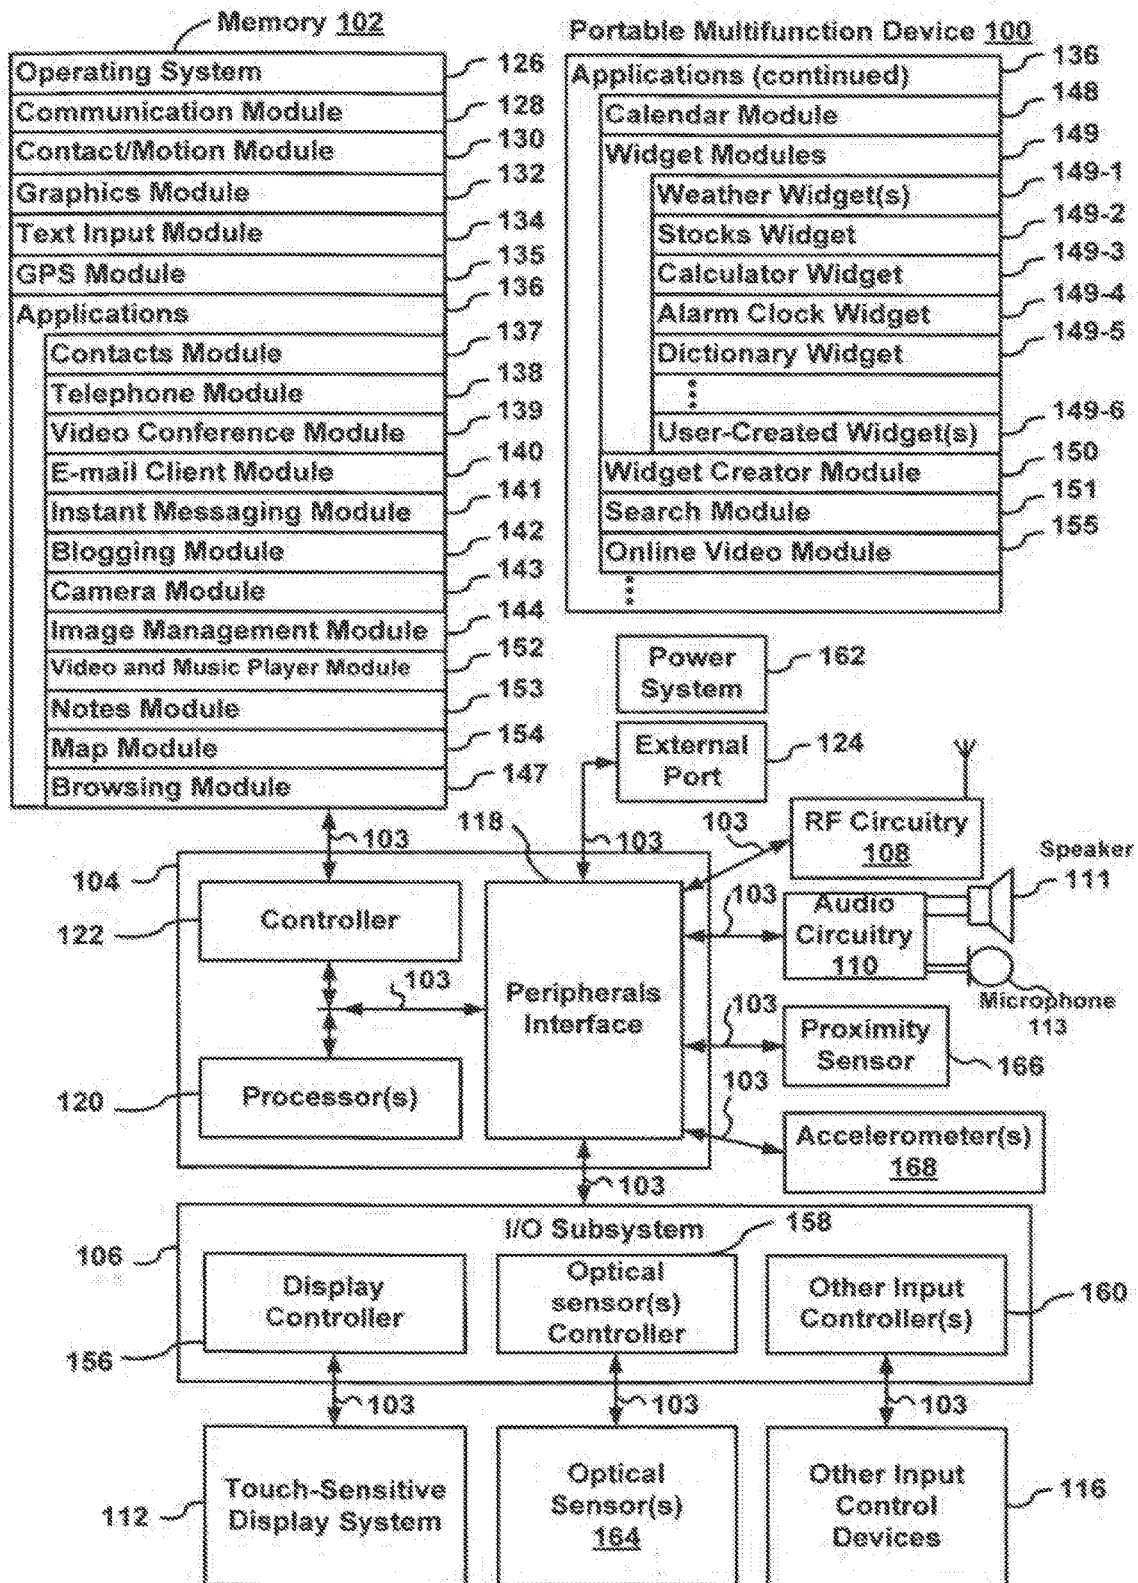 Memory 102
Operating System 126
Communication Module 128
Contact/Motion Module 130
Graphics Module 132
Text Input Module 134
GPS Module 135
Applications 136
Contacts Module 137
Telephone Module 138
Video Conference Module 139
E-mail Client Module 140
Instant Messaging Module 141
Blogging Module 142
Camera Module 143
Image Management Module 144
Video and Music Player Module 152
Notes Module 153
Map Module 154
Browsing Module 147
Portable Multifunction Device 100
Applications (continued) 136
Calendar Module 148
Widget Modules 149
Weather Widget(s) 149-1
Stocks Widget 149-2
Calculator Widget 149-3
Alarm Clock Widget 149-4
Dictionary Widget 149-5
User-Created Widget(s) 149-6
Widget Creator Module 150
Search Module 151
Online Video Module 155
Power
System
162
External
Port
124
103
118
103
103
RF Circuitry
108
Speaker
111
104
122
Controller
103
Audio
Circuitry
110
Microphone
113
103
Peripherals
Interface
103
Proximity
Sensor
166
120
Processor(s)
103
Accelerometer(s)
168
103
I/O Subsystem
158
106
Display
Controller
156
Optical
sensor(s)
Controller
Other Input
Controller(s)
160
103
103
103
112
Touch-Sensitive
Display System
Optical
Sensor(s)
164
Other Input
Control
Devices
116